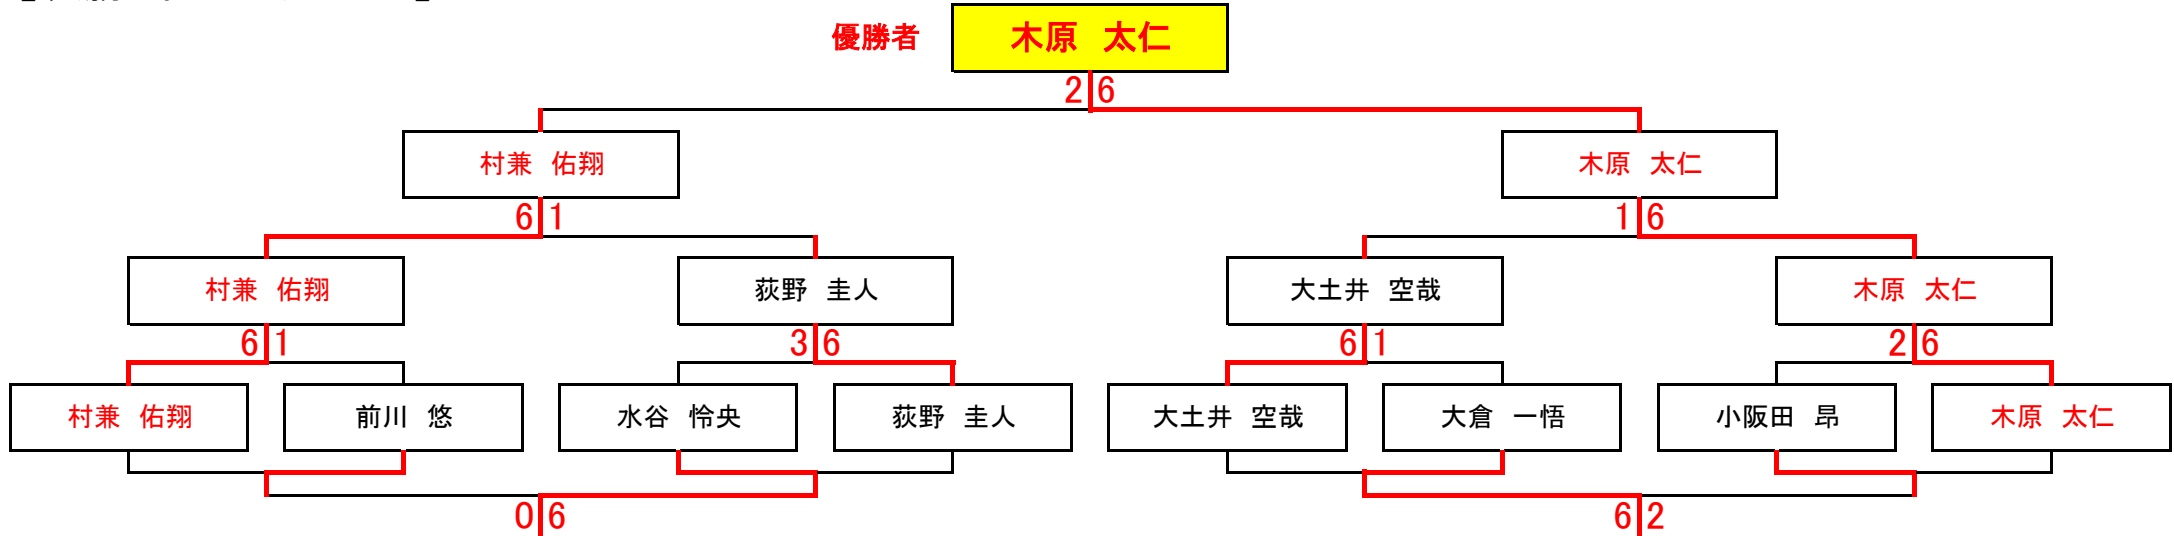 優勝者 木原 太仁
2 6
村兼 佑翔 木原 太仁
6 1 1 6
村兼 佑翔 荻野 圭人 大土井 空哉 木原 太仁
6 1 3 6 6 1 2 6
村兼 佑翔 前川 悠 水谷 怜央 荻野 圭人 大土井 空哉 大倉 一悟 小阪田 昂 木原 太仁
0 6 6 2